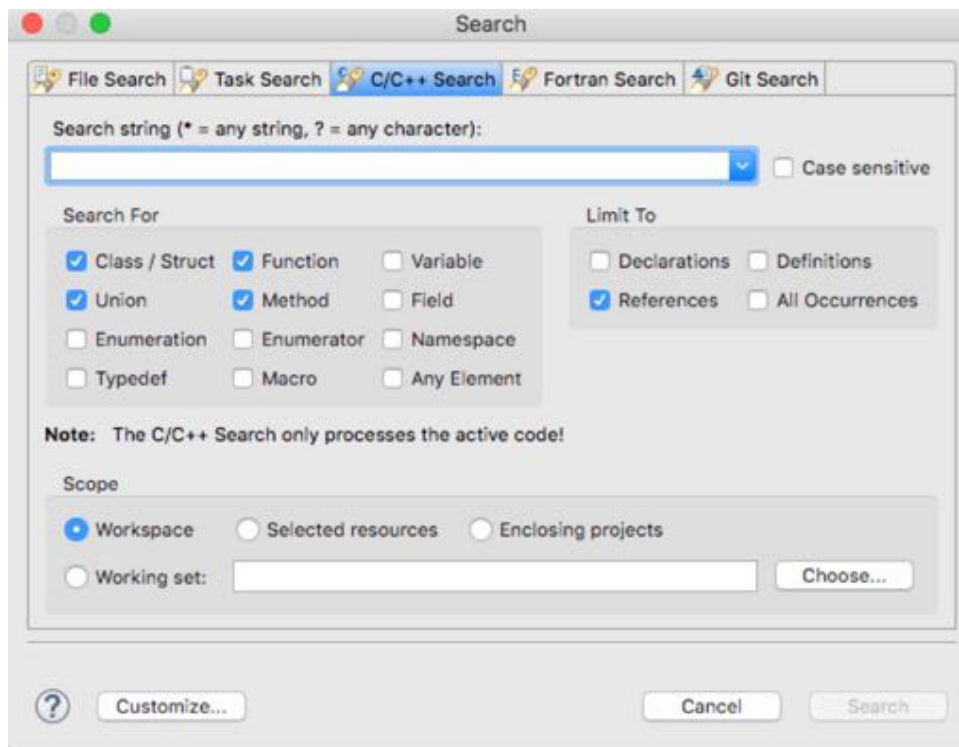 Search
File Search Task Search C/C++ Search Fortran Search Git Search
Search string (* = any string, ? = any character):
Case sensitive
Search For Limit To
Class / Struct Function Variable Declarations Definitions
Union Method Field References All Occurrences
Enumeration Enumerator Namespace
Typedef Macro Any Element
Note: The C/C++ Search only processes the active code!
Scope
Workspace Selected resources Enclosing projects
Working set: Choose...
? Customize... Cancel Search